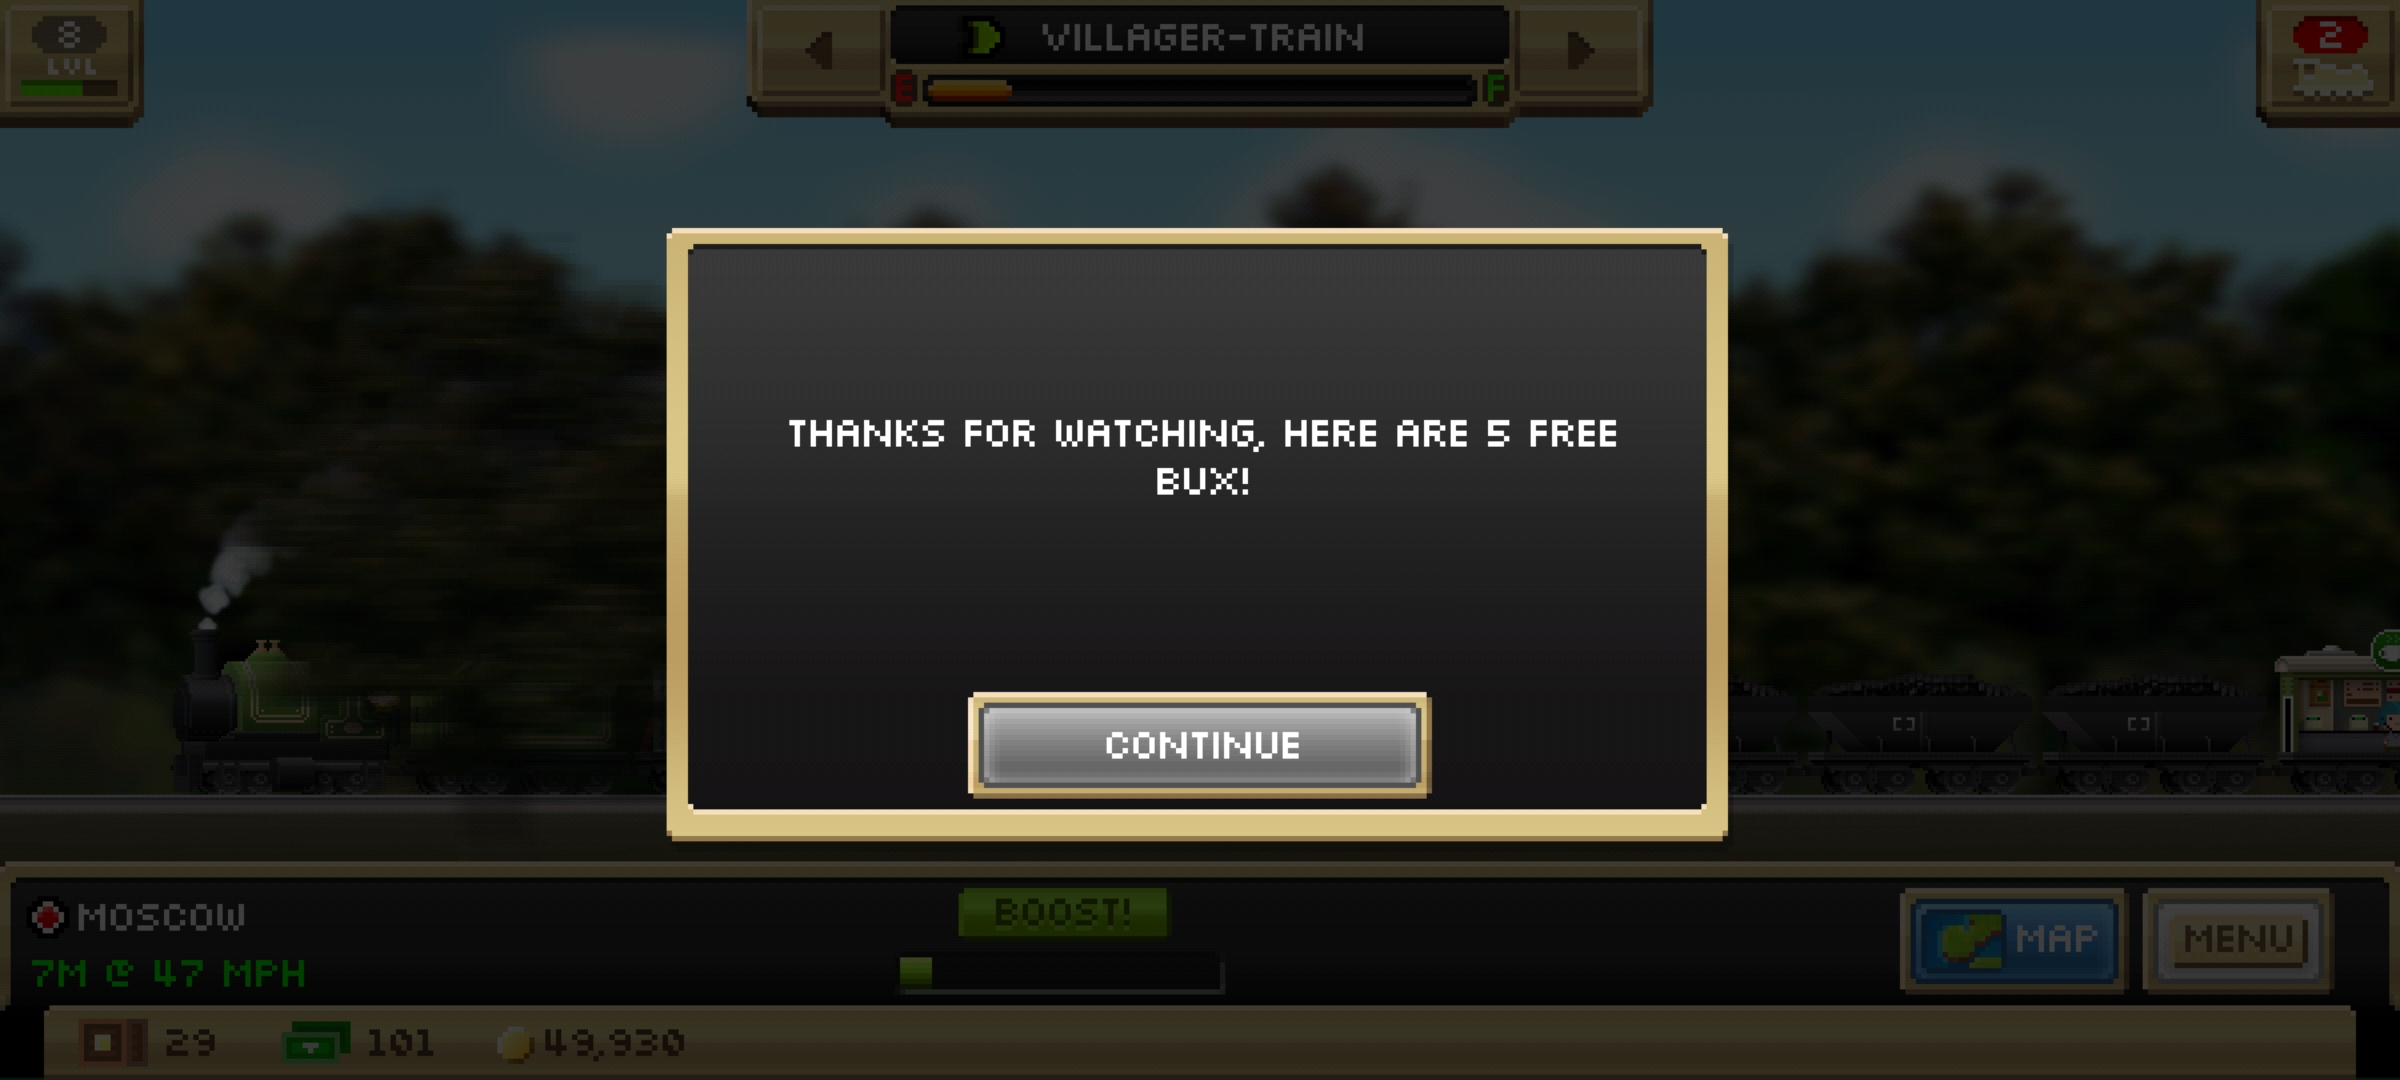 8
LVL
VILLAGER-TRAIN
E
F
2
THANKS FOR WATCHING, HERE ARE 5 FREE
BUX!
CONTINUE
MOSCOW
7M @ 47 MPH
BOOST!
MAP
MENU
29
101
49,930